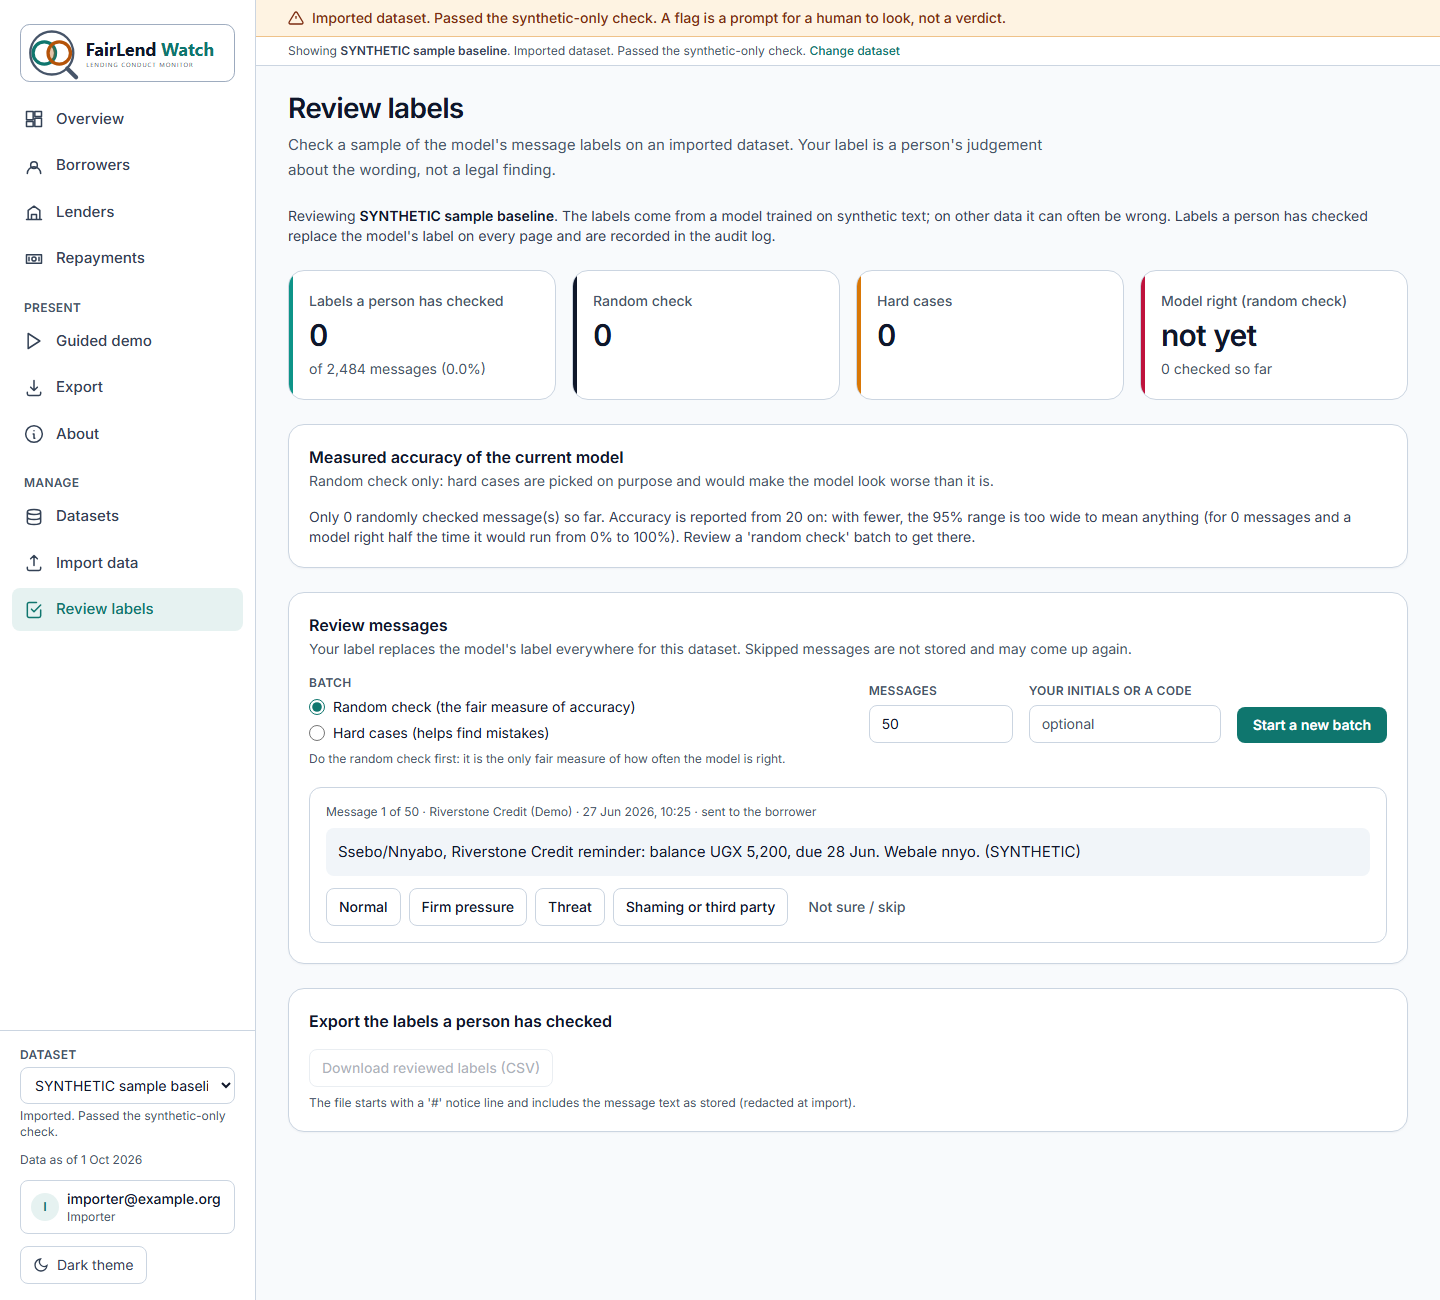 FairLend Watch
LENDING CONDUCT MONITOR
Overview
Borrowers
Lenders
Repayments
PRESENT
Guided demo
Export
About
MANAGE
Datasets
Import data
Review labels
DATASET
SYNTHETIC sample baseli
Imported. Passed the synthetic-only
check.
Data as of 1 Oct 2026
I
importer@example.org
Importer
Dark theme
Imported dataset. Passed the synthetic-only check. A flag is a prompt for a human to look, not a verdict.
Showing SYNTHETIC sample baseline. Imported dataset. Passed the synthetic-only check. Change dataset
Review labels
Check a sample of the model's message labels on an imported dataset. Your label is a person's judgement
about the wording, not a legal finding.
Reviewing SYNTHETIC sample baseline. The labels come from a model trained on synthetic text; on other data it can often be wrong. Labels a person has checked
replace the model's label on every page and are recorded in the audit log.
Labels a person has checked
0
of 2,484 messages (0.0%)
Random check
0
Hard cases
0
Model right (random check)
not yet
0 checked so far
Measured accuracy of the current model
Random check only: hard cases are picked on purpose and would make the model look worse than it is.
Only 0 randomly checked message(s) so far. Accuracy is reported from 20 on: with fewer, the 95% range is too wide to mean anything (for 0 messages and a
model right half the time it would run from 0% to 100%). Review a 'random check' batch to get there.
Review messages
Your label replaces the model's label everywhere for this dataset. Skipped messages are not stored and may come up again.
BATCH
Random check (the fair measure of accuracy)
Hard cases (helps find mistakes)
Do the random check first: it is the only fair measure of how often the model is right.
MESSAGES
50
YOUR INITIALS OR A CODE
optional
Start a new batch
Message 1 of 50 · Riverstone Credit (Demo) · 27 Jun 2026, 10:25 · sent to the borrower
Ssebo/Nnyabo, Riverstone Credit reminder: balance UGX 5,200, due 28 Jun. Webale nnyo. (SYNTHETIC)
Normal
Firm pressure
Threat
Shaming or third party
Not sure / skip
Export the labels a person has checked
Download reviewed labels (CSV)
The file starts with a '#' notice line and includes the message text as stored (redacted at import).